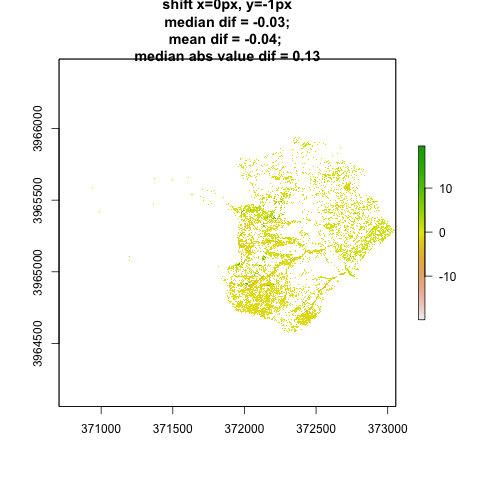 shift x=0px, y=-1px
median dif = -0.03;
mean dif = -0.04;
median abs value dif = 0.13
3966000
3965500
3965000
3964500
10
0
−10
371000 371500 372000 372500 373000